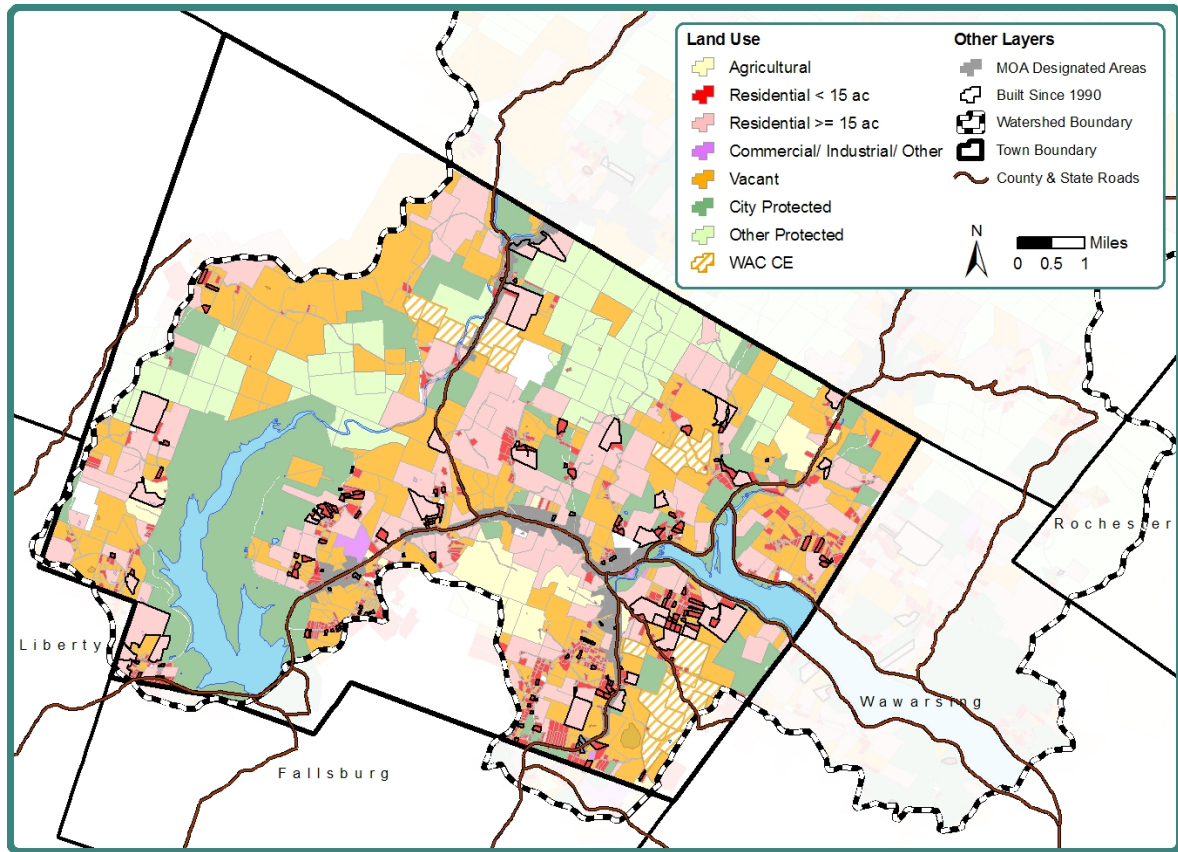 Land Use
Agricultural
Residential < 15 ac
Residential >= 15 ac
Commercial/ Industrial/ Other
Vacant
City Protected
Other Protected
WAC CE
Other Layers
MOA Designated Areas
Built Since 1990
Watershed Boundary
Town Boundary
County & State Roads
N
Miles
0 0.5 1
Rochester
Liberty
Wawarsing
Fallsburg